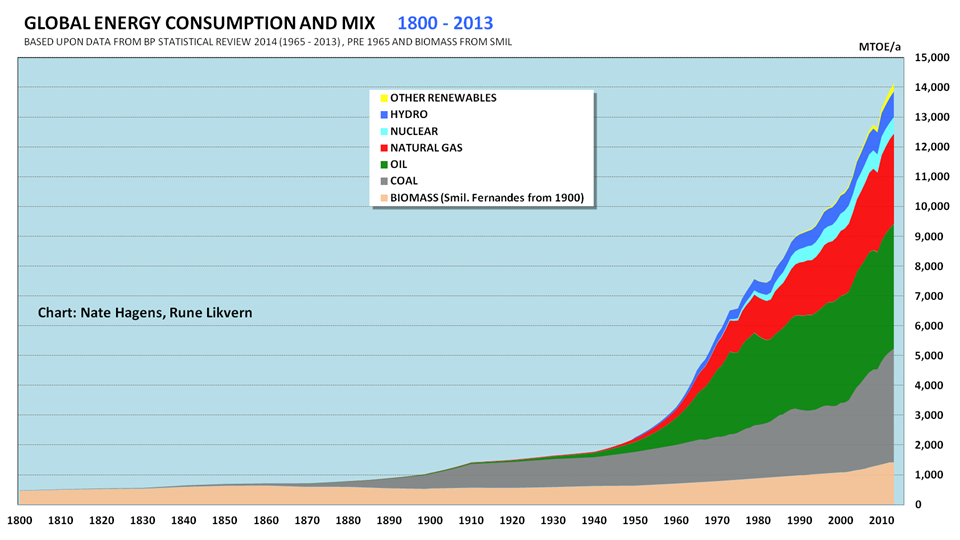 GLOBAL ENERGY CONSUMPTION AND MIX 1800 - 2013
BASED UPON DATA FROM BP STATISTICAL REVIEW 2014 (1965 - 2013) , PRE 1965 AND BIOMASS FROM SMIL
MTOE/a
15,000
14,000
13,000
12,000
11,000
10,000
9,000
8,000
7,000
6,000
5,000
4,000
3,000
2,000
1,000
0
OTHER RENEWABLES
HYDRO
NUCLEAR
NATURAL GAS
OIL
COAL
BIOMASS (Smil. Fernandes from 1900)
Chart: Nate Hagens, Rune Likvern
1800 1810 1820 1830 1840 1850 1860 1870 1880 1890 1900 1910 1920 1930 1940 1950 1960 1970 1980 1990 2000 2010